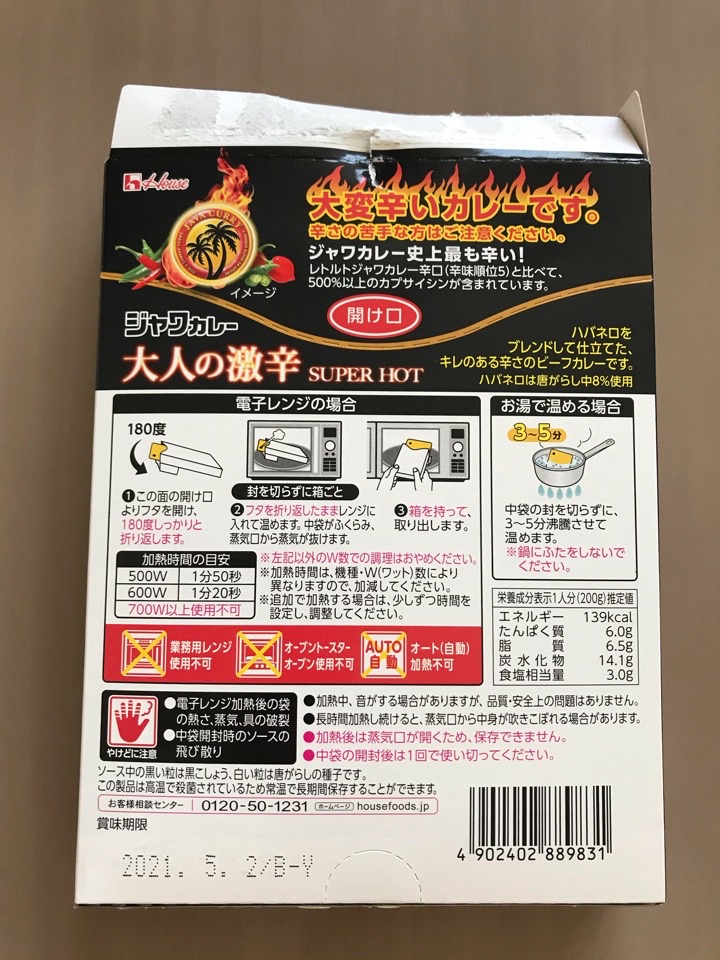 House
JAVA CURRY
イメージ
大変辛いカレーです。
辛さの苦手な方はご注意ください。
ジャワカレー史上最も辛い!
レトルトジャワカレー辛口(辛味順位5)と比べて、
500%以上のカプサイシンが含まれています。
開け口
ジャワカレー
大人の激辛 SUPER HOT
ハバネロを
ブレンドして仕立てた、
キレのある辛さのビーフカレーです。
ハバネロは唐がらし中8%使用
電子レンジの場合
180度
封を切らずに箱ごと
❶この面の開け口
よりフタを開け、
180度しっかりと
折り返します。
❷フタを折り返したままレンジに
入れて温めます。中袋がふくらみ、
蒸気口から蒸気が抜けます。
❸箱を持って、
取り出します。
加熱時間の目安
500W 1分50秒
600W 1分20秒
700W以上使用不可
※左記以外のW数での調理はおやめください。
※加熱時間は、機種・W(ワット)数により
異なりますので、加減してください。
※追加で加熱する場合は、少しずつ時間を
設定し、調整してください。
業務用レンジ
使用不可
オーブントースター
オーブン使用不可
AUTO
自動
オート(自動)
加熱不可
お湯で温める場合
3〜5分
中袋の封を切らずに、
3〜5分沸騰させて
温めます。
※鍋にふたをしないで
ください。
栄養成分表示1人分(200g)推定値
エネルギー 139kcal
たんぱく質 6.0g
脂質 6.5g
炭水化物 14.1g
食塩相当量 3.0g
やけどに注意
●電子レンジ加熱後の袋
の熱さ、蒸気、具の破裂
●中袋開封時のソースの
飛び散り
●加熱中、音がする場合がありますが、品質・安全上の問題はありません。
●長時間加熱し続けると、蒸気口から中身が吹きこぼれる場合があります。
●加熱後は蒸気口が開くため、保存できません。
●中袋の開封後は1回で使い切ってください。
ソース中の黒い粒は黒こしょう、白い粒は唐がらしの種子です。
この製品は高温で殺菌されているため常温で長期間保存することができます。
お客様相談センター 0120-50-1231 ホームページ housefoods.jp
賞味期限
2021. 5. 2/B-Y
4 902402 889831